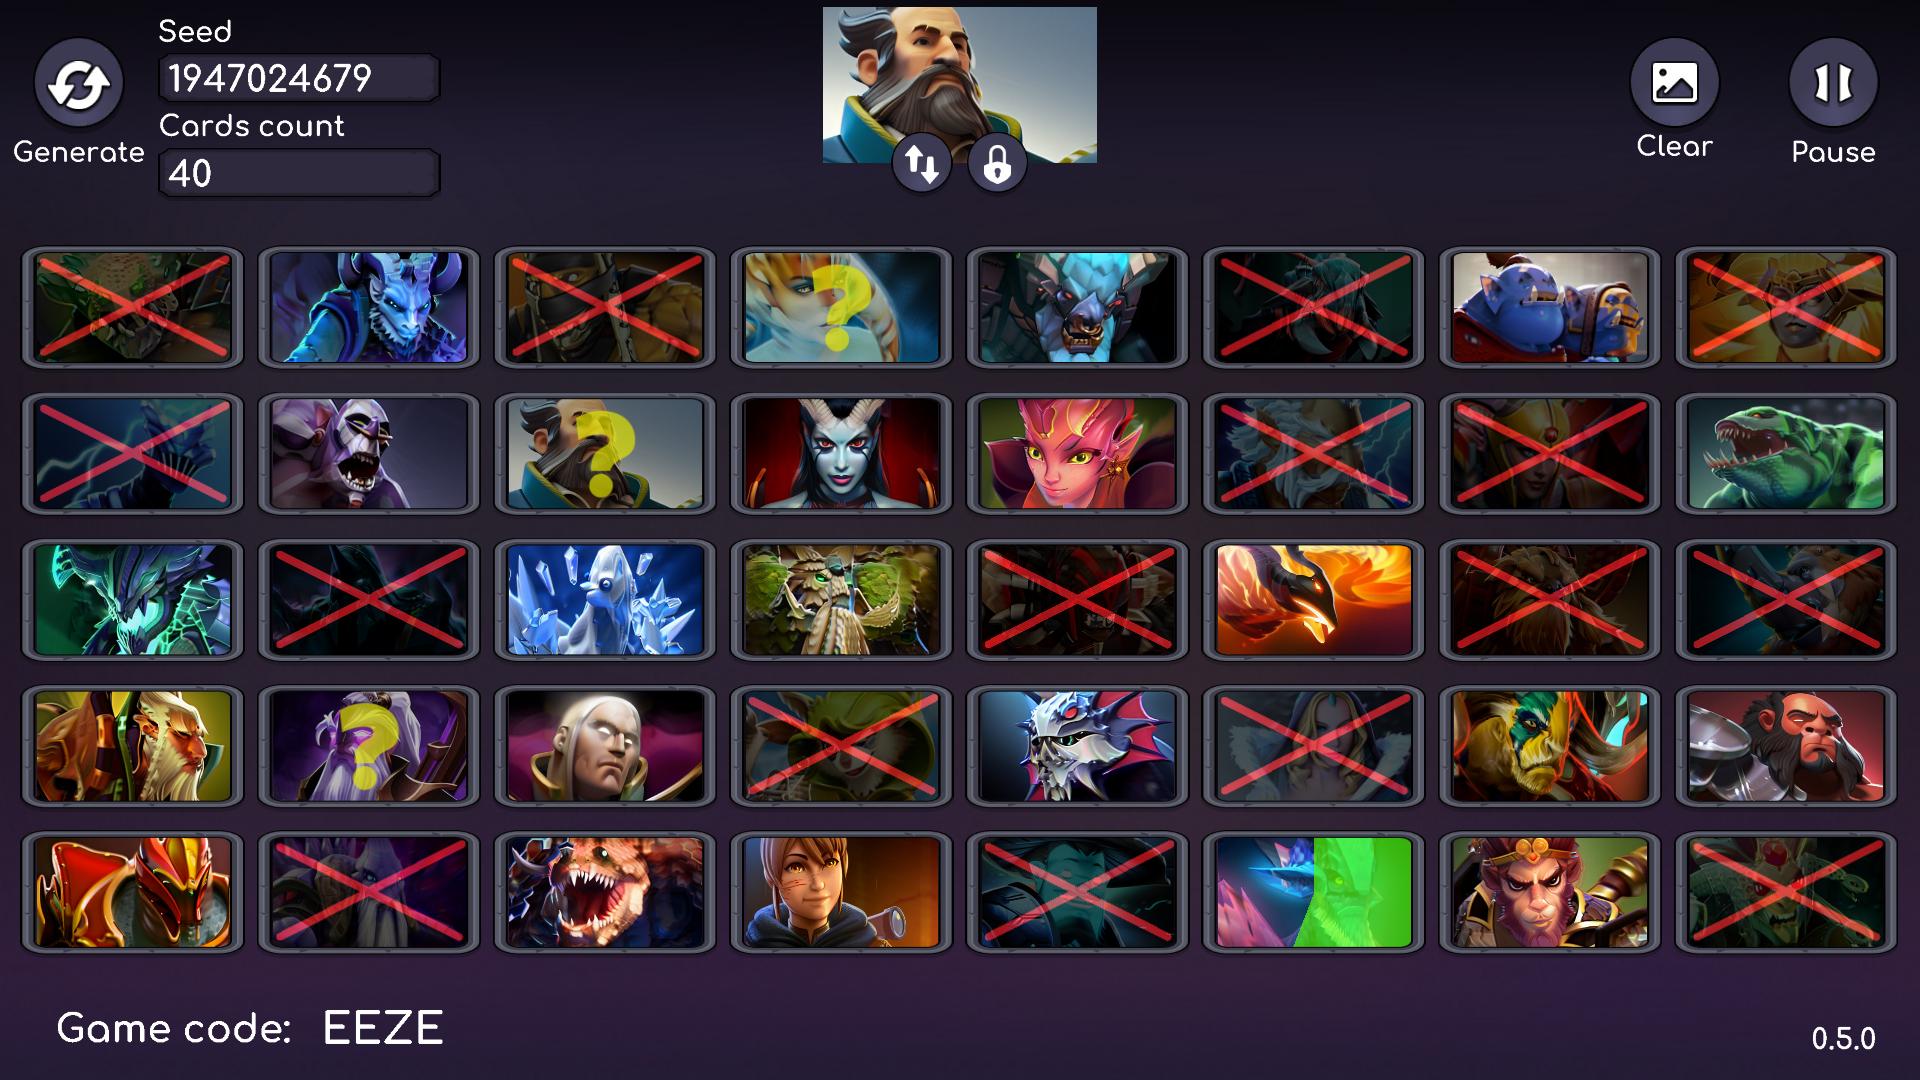 Seed
1947024679
Cards count
40
Generate
Clear
Pause
?
?
?
Game code: EEZE
0.5.0